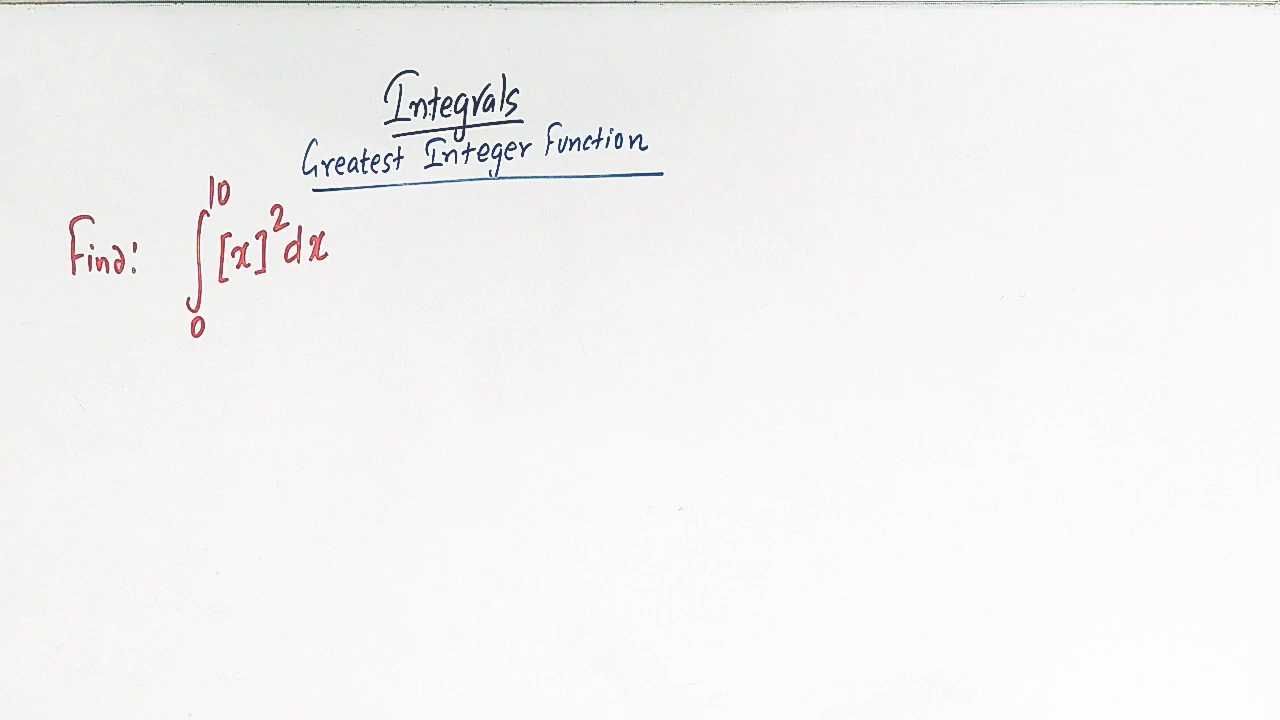 Integrals
Greatest Integer Function
Find: ∫₀¹⁰ [x]² dx